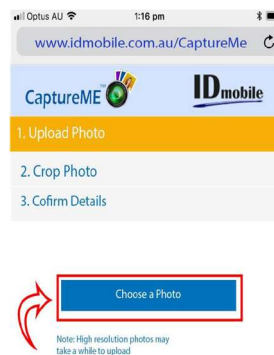 Optus AU 1:16 pm
www.idmobile.com.au/CaptureMe
CaptureME IDmobile
1. Upload Photo
2. Crop Photo
3. Cofirm Details
Choose a Photo
Note: High resolution photos may
take a while to upload